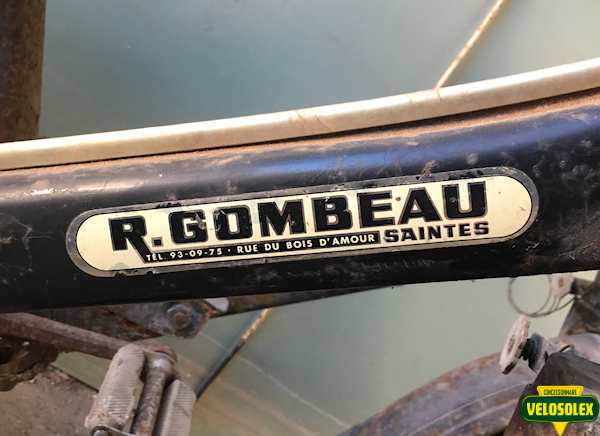 R. GOMBEAU
TÉL. 93-09-75 • RUE DU BOIS D'AMOUR SAINTES
CONCESSIONNAIRE
VELOSOLEX